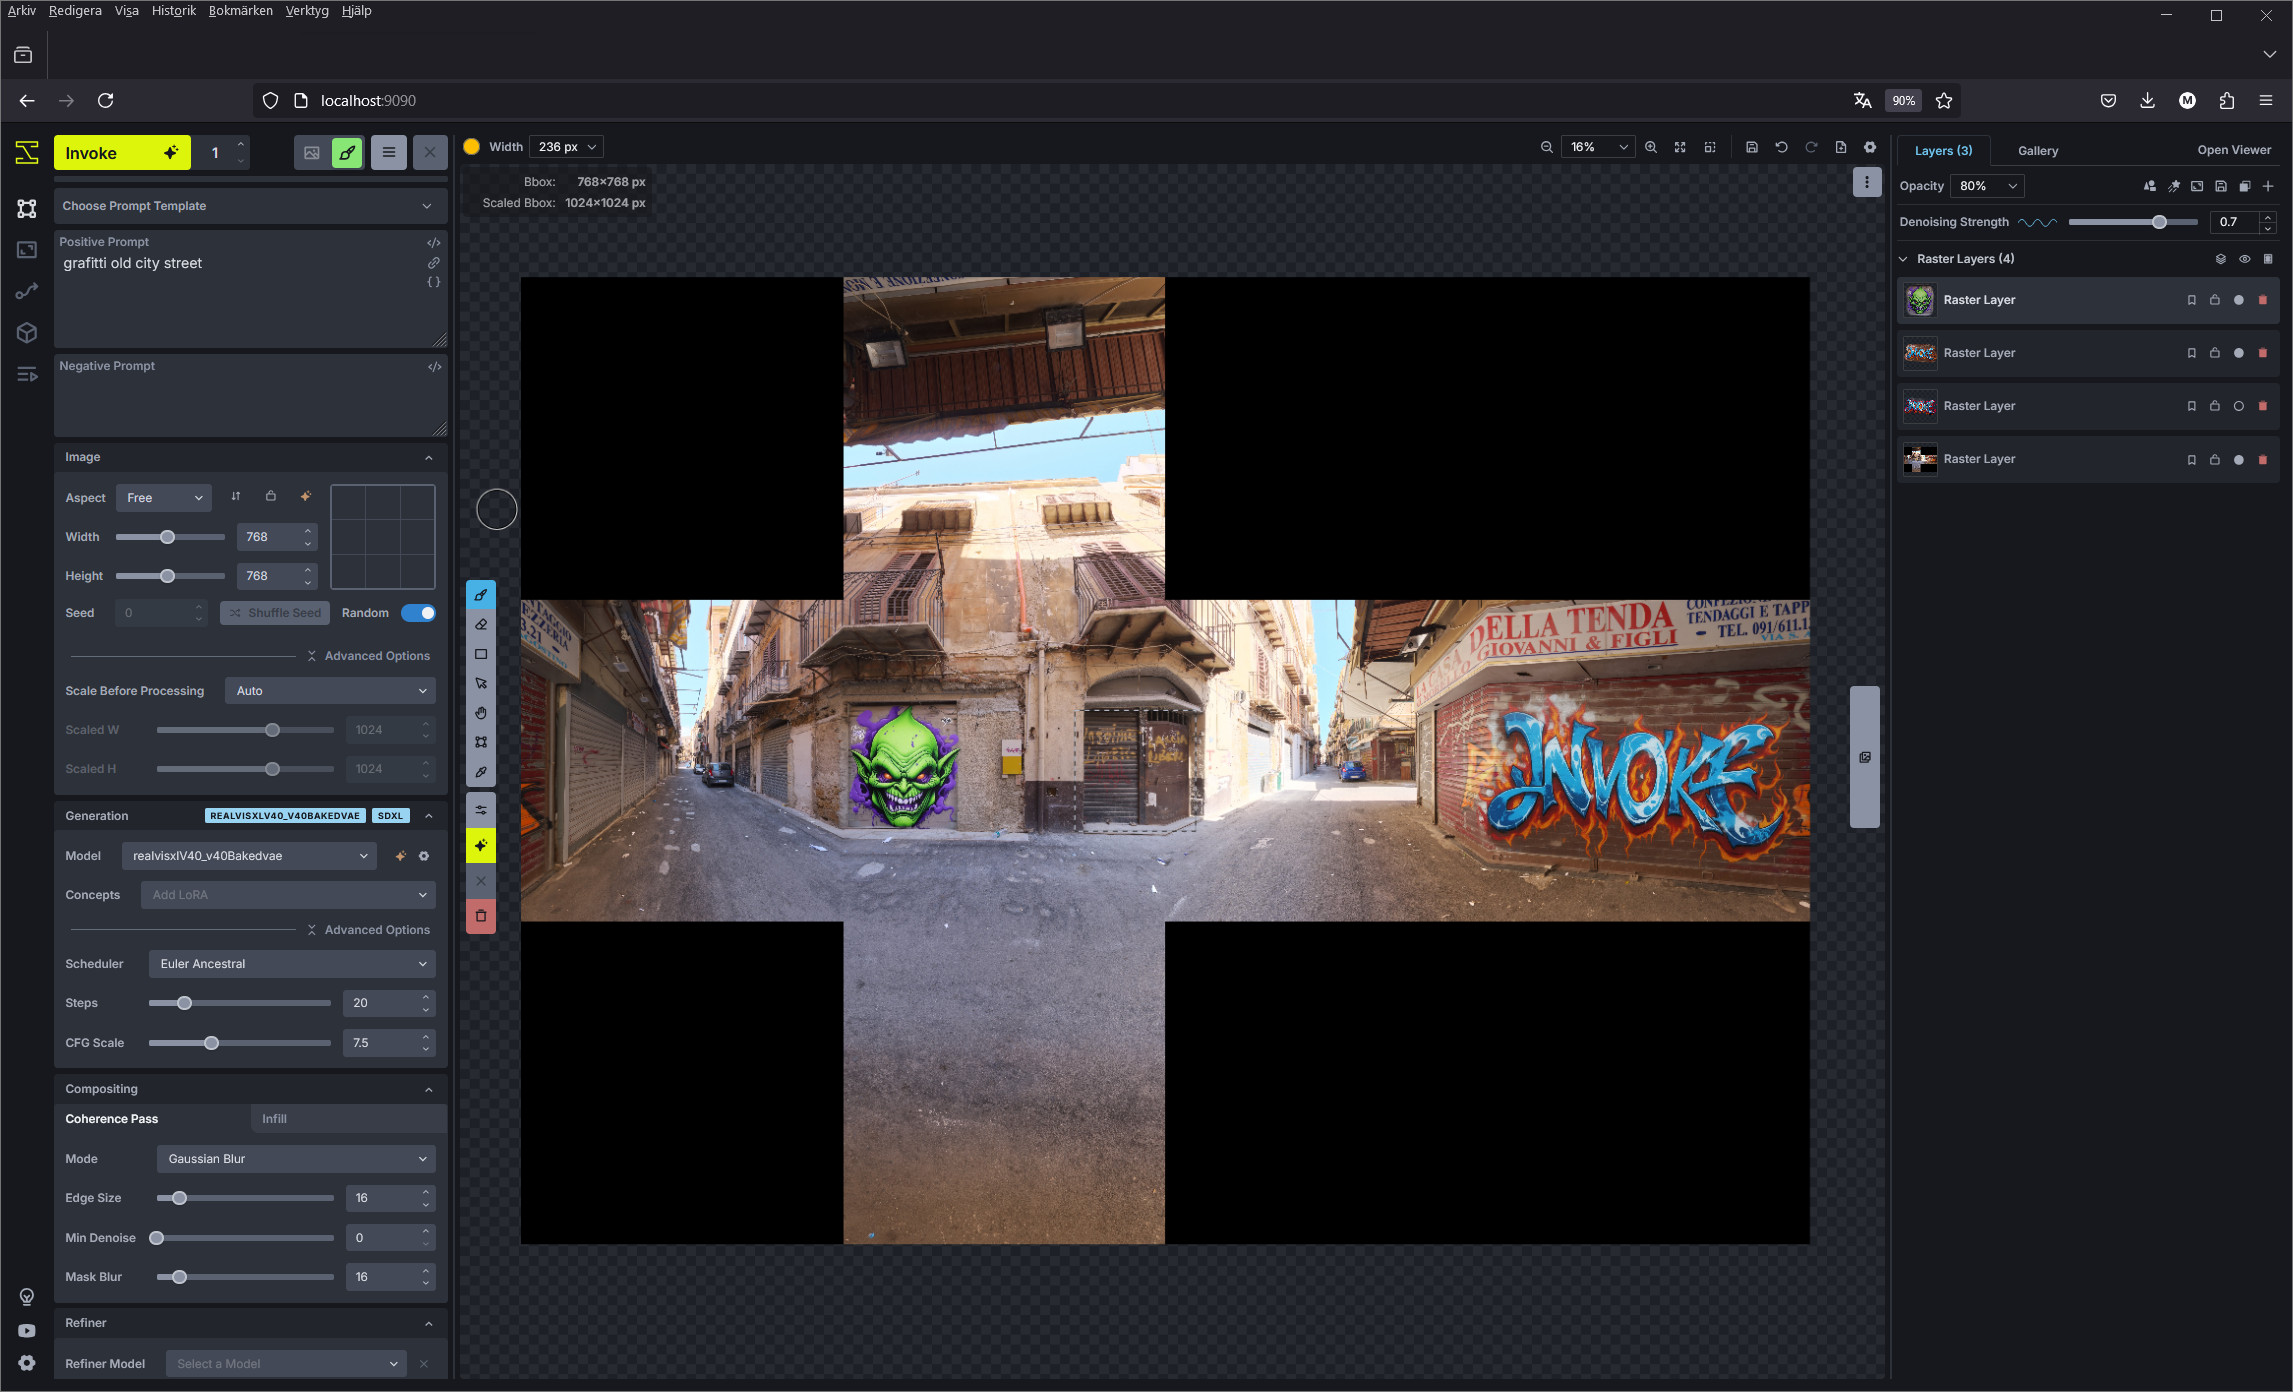 Arkiv Redigera Visa Historik Bokmärken Verktyg Hjälp
localhost:9090
90%
M
Invoke
1
Width 236 px
16%
Layers (3)
Gallery
Open Viewer
Bbox: 768×768 px
Scaled Bbox: 1024×1024 px
Opacity 80%
Denoising Strength 0.7
Raster Layers (4)
Raster Layer
Raster Layer
Raster Layer
Raster Layer
Choose Prompt Template
Positive Prompt
grafitti old city street
Negative Prompt
Image
Aspect Free
Width 768
Height 768
Seed 0 Shuffle Seed Random
Advanced Options
Scale Before Processing Auto
Scaled W 1024
Scaled H 1024
Generation REALVISXLV40_V40BAKEDVAE SDXL
Model realvisxlV40_v40Bakedvae
Concepts Add LoRA
Advanced Options
Scheduler Euler Ancestral
Steps 20
CFG Scale 7.5
Compositing
Coherence Pass Infill
Mode Gaussian Blur
Edge Size 16
Min Denoise 0
Mask Blur 16
Refiner
Refiner Model Select a Model
DELLA TENDA
GIOVANNI & FIGLI
TENDAGGI E TAPP
- TEL. 091/611.1
INVOKE